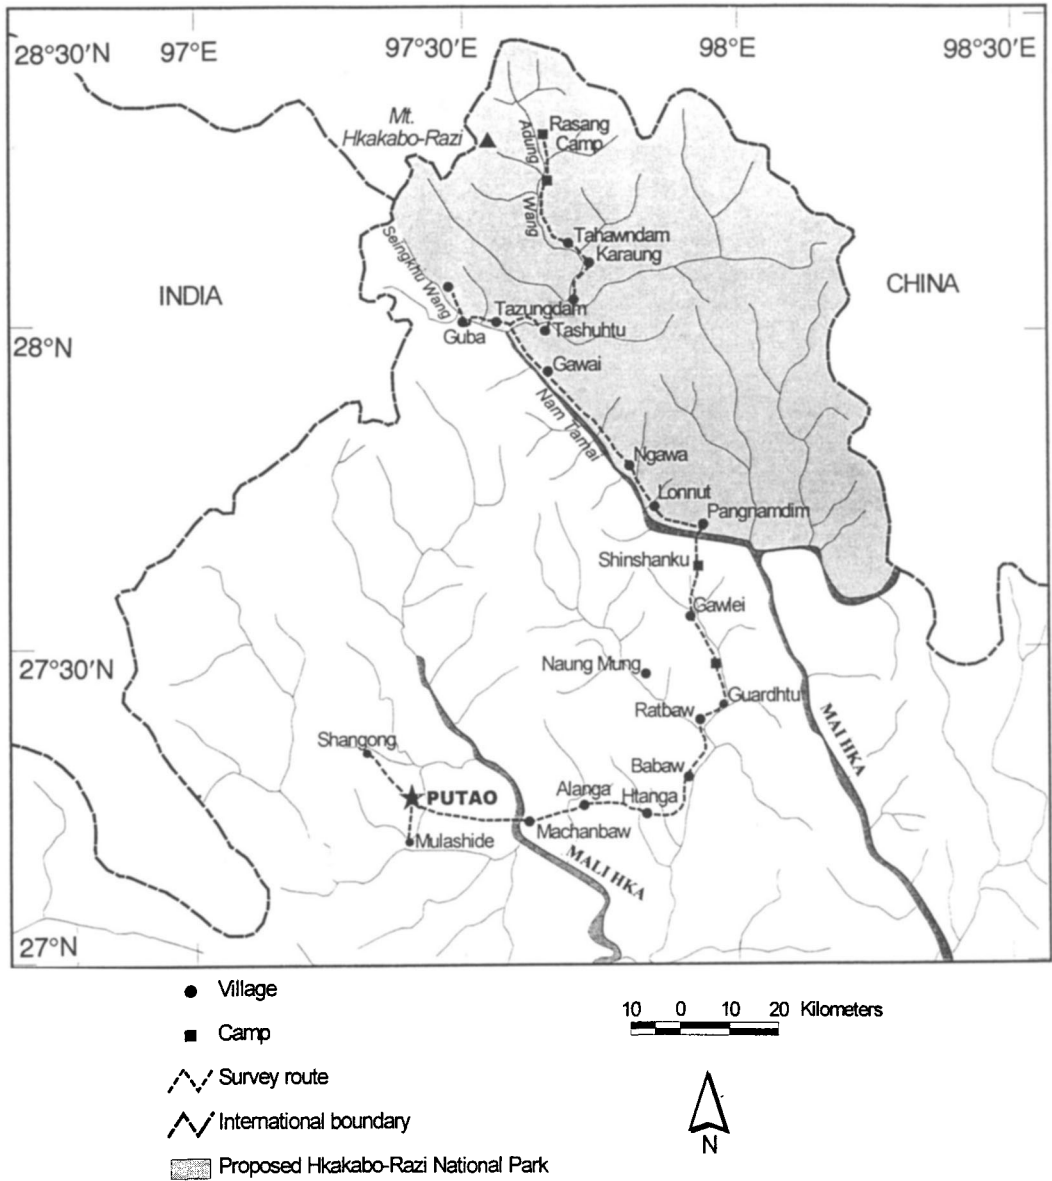 28°30′N
97°E
97°30′E
98°E
98°30′E
Mt.
Hkakabo-Razi
Adung
Wang
Rasang
Camp
Tahawndam
Karaung
Seingkhu Wang
INDIA
CHINA
Tazungdam
Guba
Tashuhtu
28°N
Gawai
Nam Tamai
Ngawa
Lonnut
Pangnamdim
Shinshanku
Gawlei
27°30′N
Naung Mung
Guardhtut
Ratbaw
MAI HKA
Shangong
Babaw
Alanga
Htanga
PUTAO
Machanbaw
Mulashide
MALI HKA
27°N
Village
Camp
Survey route
International boundary
Proposed Hkakabo-Razi National Park
10 0 10 20 Kilometers
N